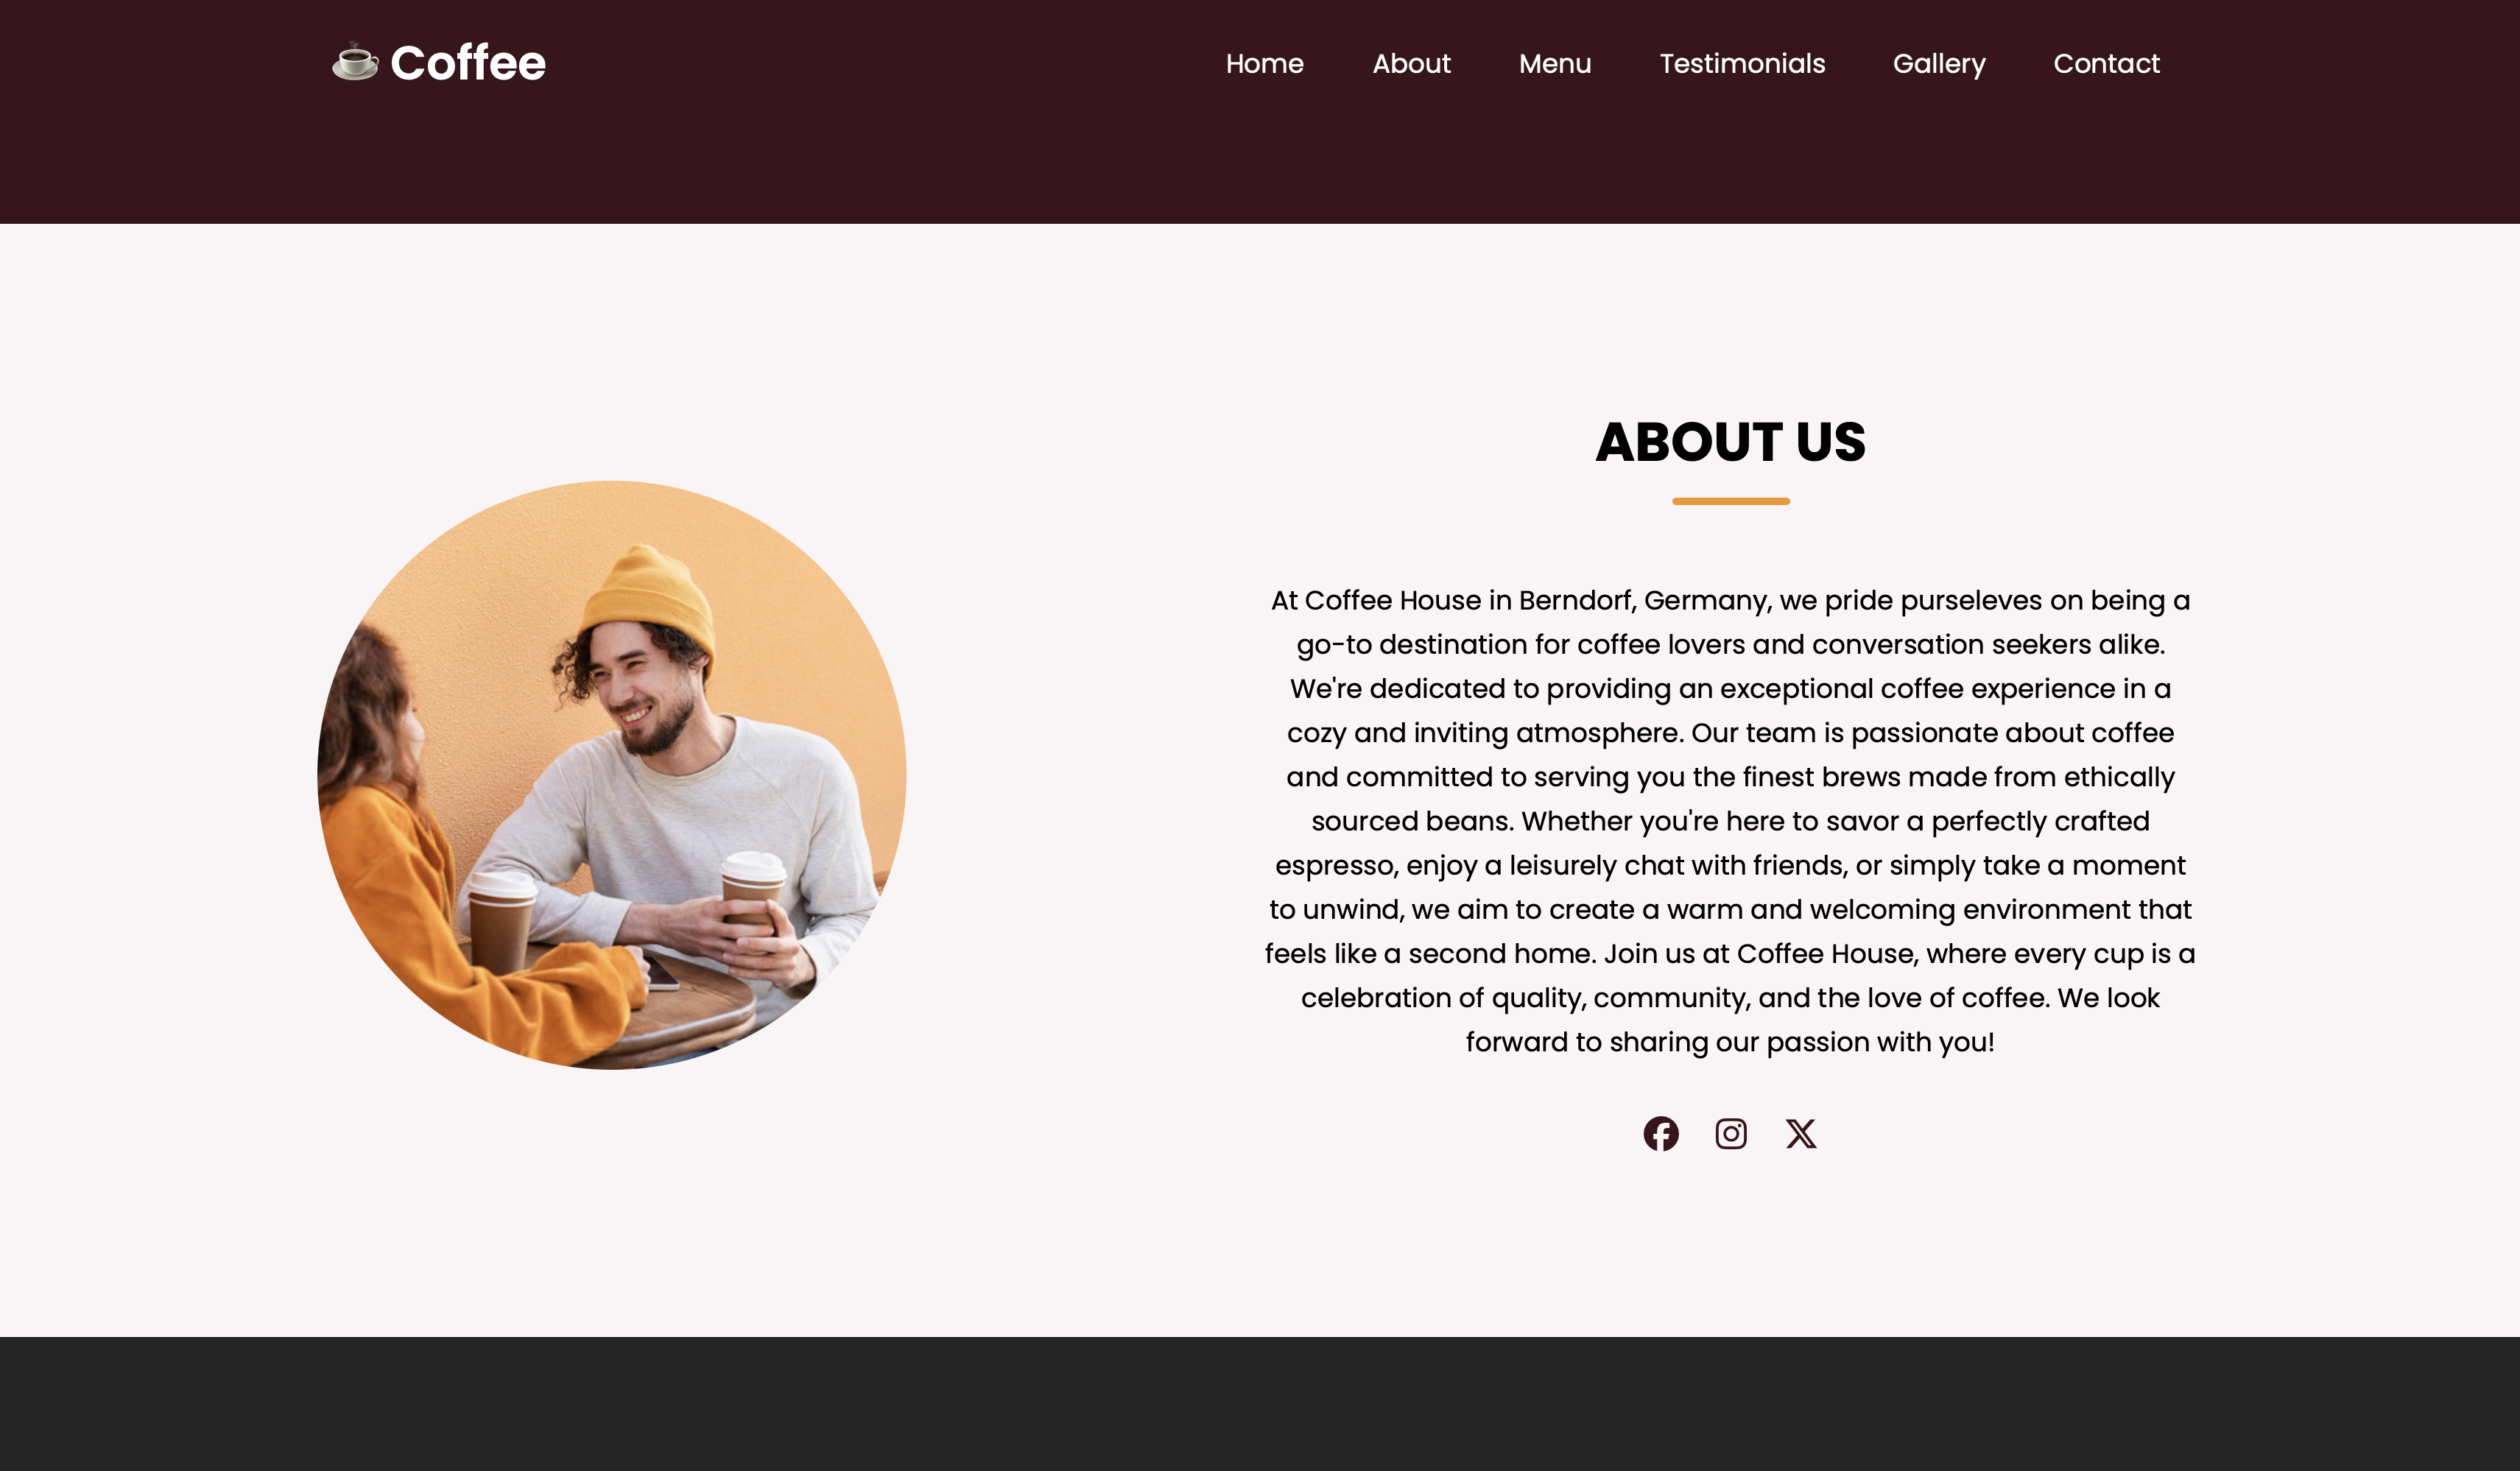 Coffee
Home About Menu Testimonials Gallery Contact
ABOUT US
At Coffee House in Berndorf, Germany, we pride purseleves on being a
go-to destination for coffee lovers and conversation seekers alike.
We're dedicated to providing an exceptional coffee experience in a
cozy and inviting atmosphere. Our team is passionate about coffee
and committed to serving you the finest brews made from ethically
sourced beans. Whether you're here to savor a perfectly crafted
espresso, enjoy a leisurely chat with friends, or simply take a moment
to unwind, we aim to create a warm and welcoming environment that
feels like a second home. Join us at Coffee House, where every cup is a
celebration of quality, community, and the love of coffee. We look
forward to sharing our passion with you!